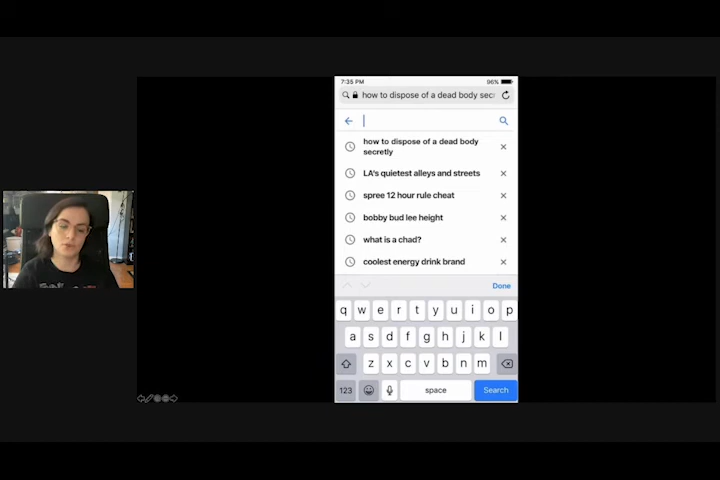 7:35 PM 96%
how to dispose of a dead body secr
how to dispose of a dead body
secretly
LA's quietest alleys and streets
spree 12 hour rule cheat
bobby bud lee height
what is a chad?
coolest energy drink brand
Done
q w e r t y u i o p
a s d f g h j k l
z x c v b n m
123 space Search